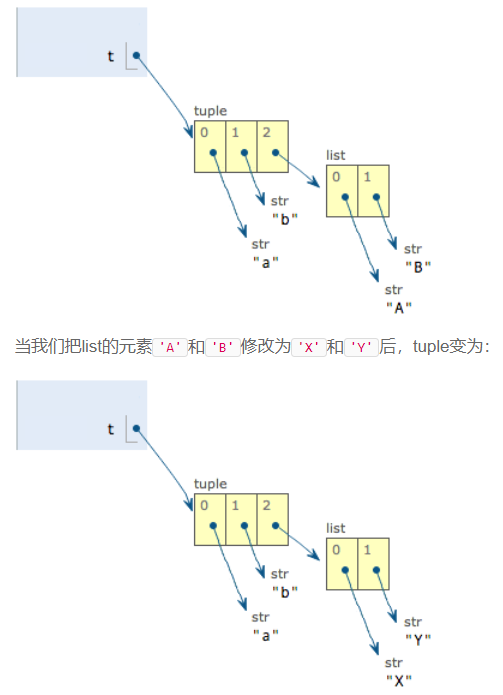 t
tuple
0 1 2
list
0 1
str
"b"
str
"a"
str
"B"
str
"A"
当我们把list的元素'A'和'B'修改为'X'和'Y'后，tuple变为：
t
tuple
0 1 2
list
0 1
str
"b"
str
"a"
str
"Y"
str
"X"